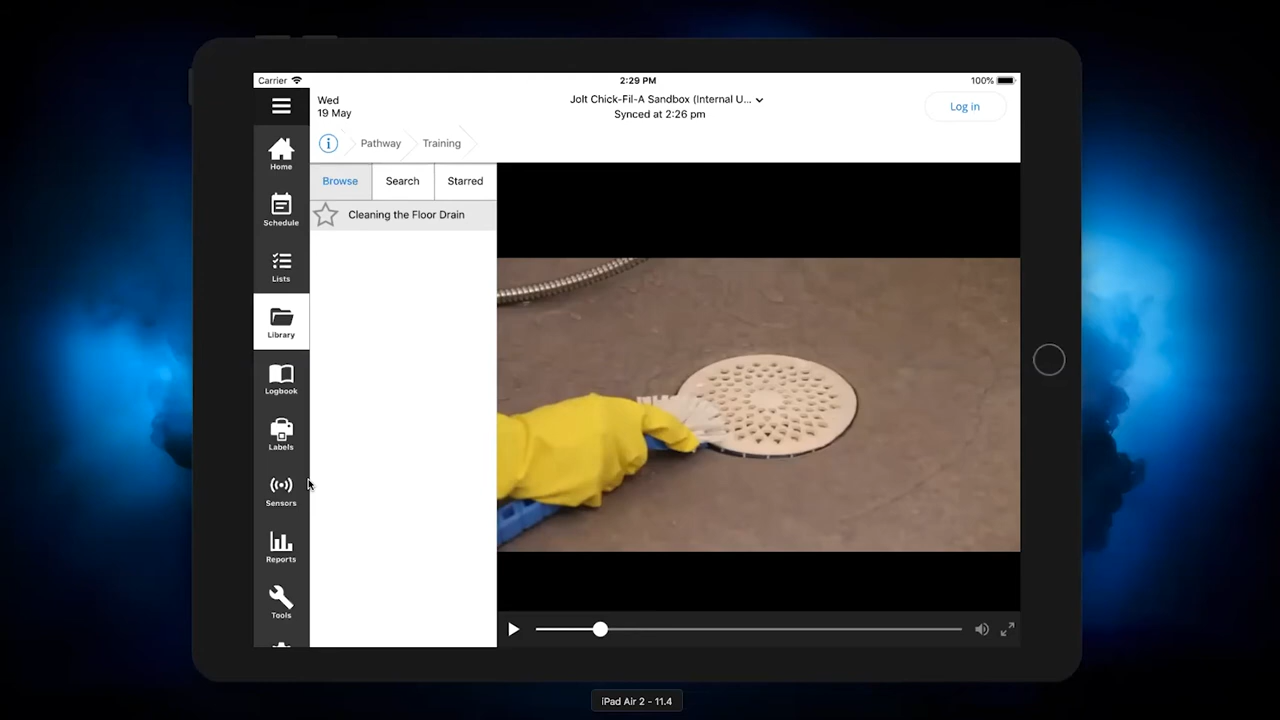 Carrier
2:29 PM
100%
Wed
19 May
Jolt Chick-Fil-A Sandbox (Internal U...
Synced at 2:26 pm
Log in
Pathway
Training
Browse
Search
Starred
Cleaning the Floor Drain
Home
Schedule
Lists
Library
Logbook
Labels
Sensors
Reports
Tools
iPad Air 2 - 11.4